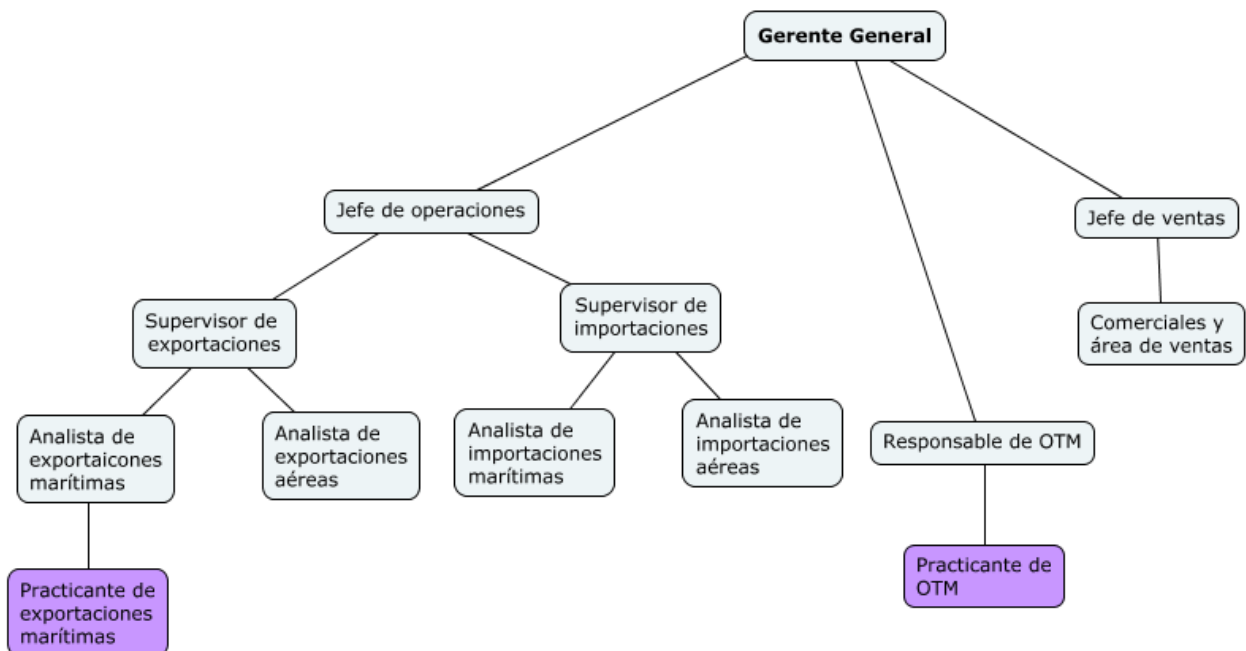 Gerente General
Jefe de operaciones
Jefe de ventas
Supervisor de
exportaciones
Supervisor de
importaciones
Comerciales y
área de ventas
Analista de
exportaicones
marítimas
Analista de
exportaciones
aéreas
Analista de
importaciones
marítimas
Analista de
importaciones
aéreas
Responsable de OTM
Practicante de
exportaciones
marítimas
Practicante de
OTM